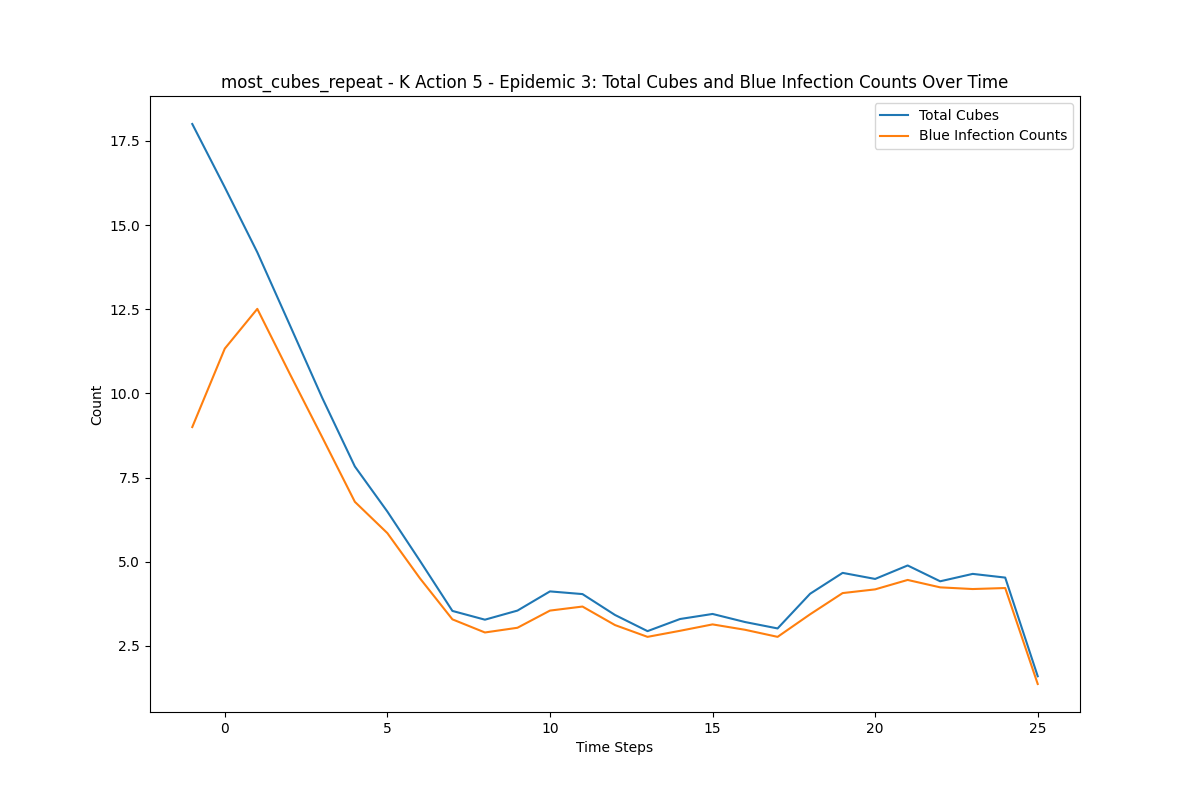 most_cubes_repeat - K Action 5 - Epidemic 3: Total Cubes and Blue Infection Counts Over Time
Total Cubes
Blue Infection Counts
17.5
15.0
12.5
10.0
7.5
5.0
2.5
Count
0 5 10 15 20 25
Time Steps